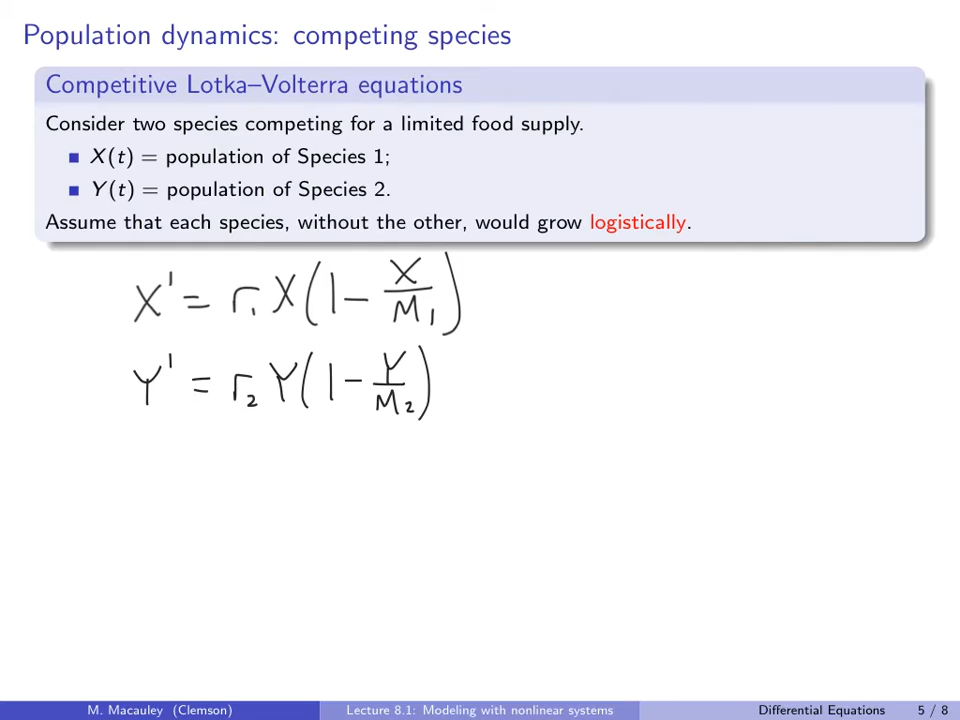 Population dynamics: competing species
Competitive Lotka–Volterra equations
Consider two species competing for a limited food supply.
X(t) = population of Species 1;
Y(t) = population of Species 2.
Assume that each species, without the other, would grow logistically.
X' = r₁ X(1 - X/M₁)
Y' = r₂ Y(1 - Y/M₂)
M. Macauley (Clemson) Lecture 8.1: Modeling with nonlinear systems Differential Equations 5 / 8